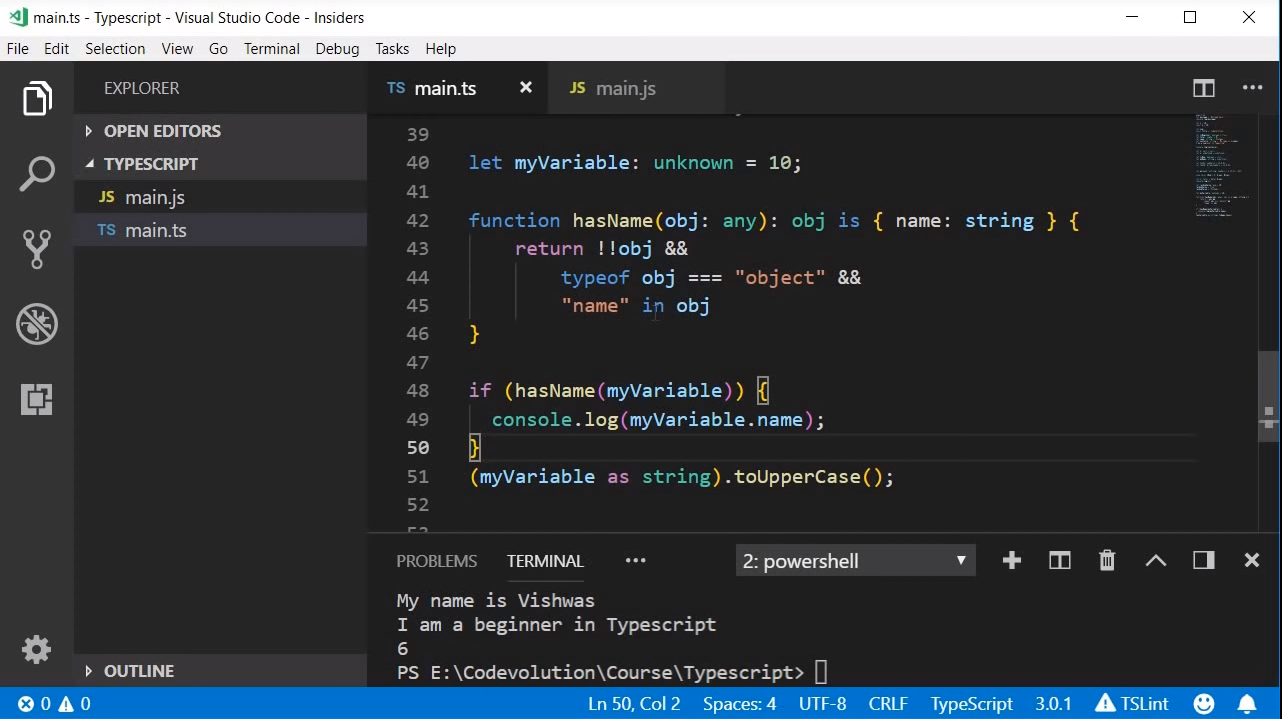 main.ts - Typescript - Visual Studio Code - Insiders
File Edit Selection View Go Terminal Debug Tasks Help
EXPLORER
OPEN EDITORS
TYPESCRIPT
JS main.js
TS main.ts
OUTLINE
TS main.ts
JS main.js
39
40 let myVariable: unknown = 10;
41
42 function hasName(obj: any): obj is { name: string } {
43 return !!obj &&
44 typeof obj === "object" &&
45 "name" in obj
46 }
47
48 if (hasName(myVariable)) {
49 console.log(myVariable.name);
50 }
51 (myVariable as string).toUpperCase();
52
PROBLEMS TERMINAL 2: powershell
My name is Vishwas
I am a beginner in Typescript
6
PS E:\Codevolution\Course\Typescript>
0 0 Ln 50, Col 2 Spaces: 4 UTF-8 CRLF TypeScript 3.0.1 TSLint